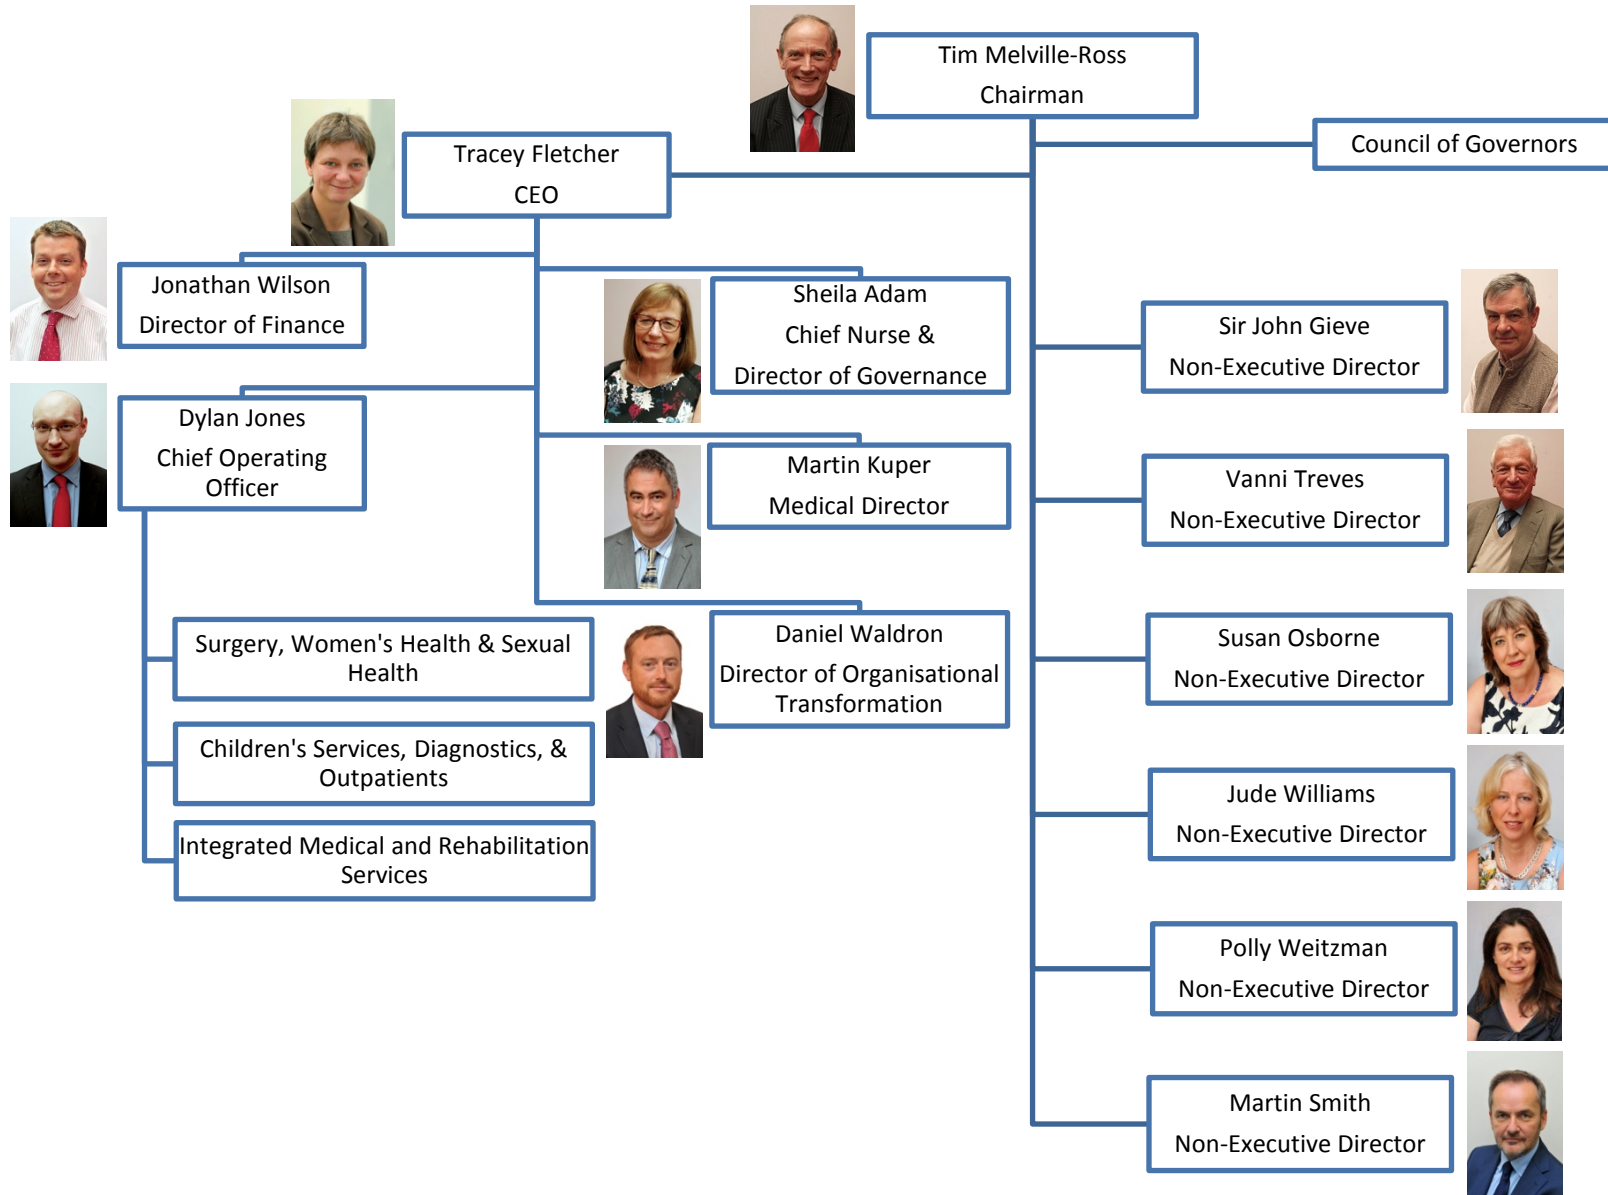 Tim Melville-Ross
Chairman
Council of Governors
Tracey Fletcher
CEO
Jonathan Wilson
Director of Finance
Sheila Adam
Chief Nurse &
Director of Governance
Dylan Jones
Chief Operating
Officer
Martin Kuper
Medical Director
Daniel Waldron
Director of Organisational
Transformation
Surgery, Women's Health & Sexual
Health
Children's Services, Diagnostics, &
Outpatients
Integrated Medical and Rehabilitation
Services
Sir John Gieve
Non-Executive Director
Vanni Treves
Non-Executive Director
Susan Osborne
Non-Executive Director
Jude Williams
Non-Executive Director
Polly Weitzman
Non-Executive Director
Martin Smith
Non-Executive Director